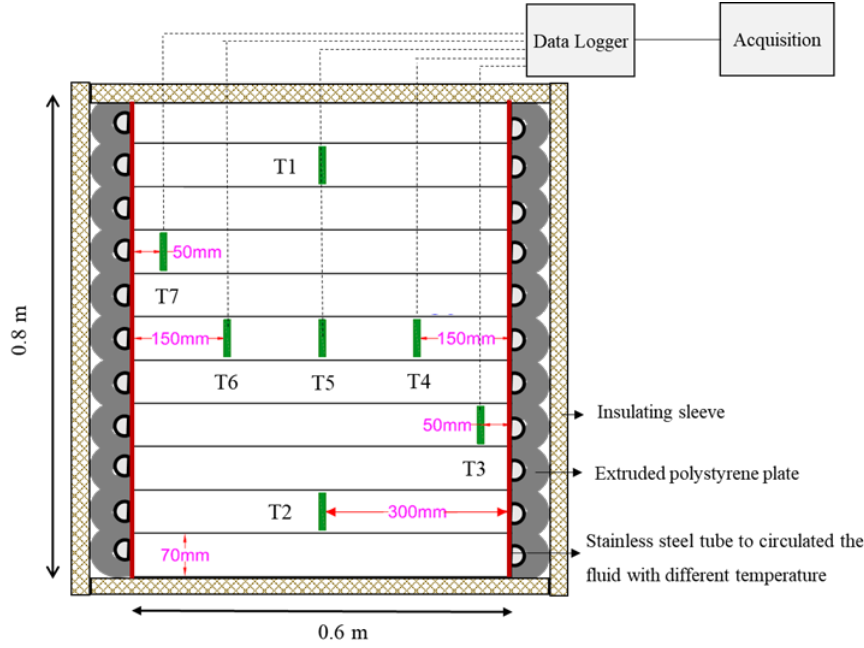 Data Logger
Acquisition
T1
50mm
T7
0.8 m
150mm
150mm
T6
T5
T4
50mm
Insulating sleeve
T3
Extruded polystyrene plate
T2
300mm
70mm
Stainless steel tube to circulated the
fluid with different temperature
0.6 m